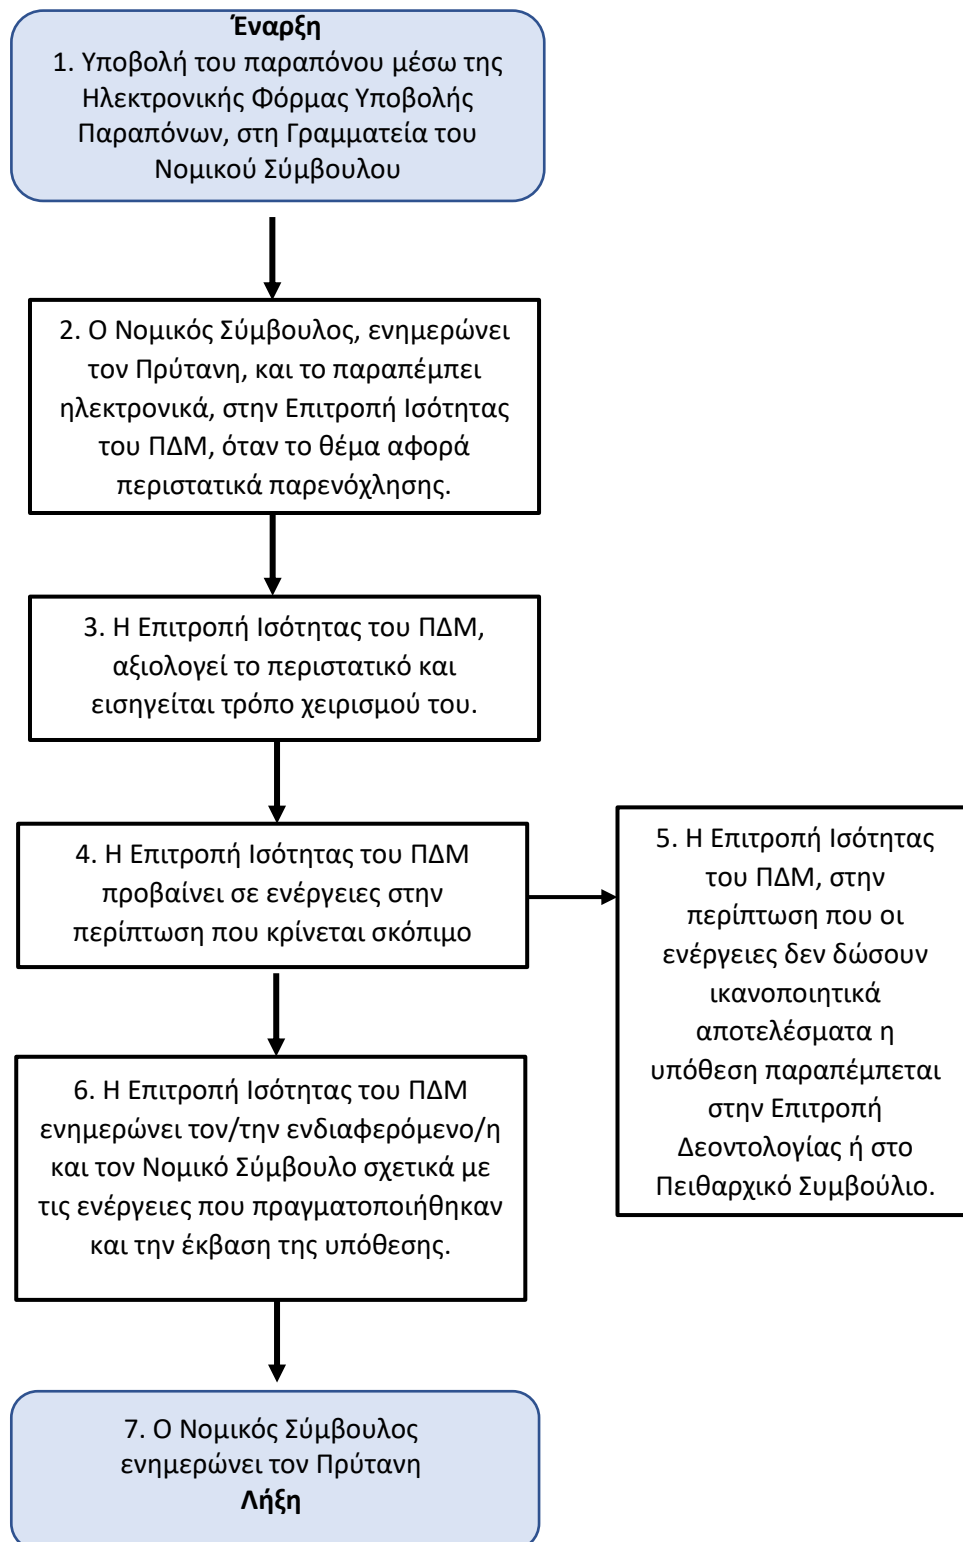 Έναρξη
1. Υποβολή του παραπόνου μέσω της
Ηλεκτρονικής Φόρμας Υποβολής
Παραπόνων, στη Γραμματεία του
Νομικού Σύμβουλου
2. Ο Νομικός Σύμβουλος, ενημερώνει
τον Πρύτανη, και το παραπέμπει
ηλεκτρονικά, στην Επιτροπή Ισότητας
του ΠΔΜ, όταν το θέμα αφορά
περιστατικά παρενόχλησης.
3. Η Επιτροπή Ισότητας του ΠΔΜ,
αξιολογεί το περιστατικό και
εισηγείται τρόπο χειρισμού του.
4. Η Επιτροπή Ισότητας του ΠΔΜ
προβαίνει σε ενέργειες στην
περίπτωση που κρίνεται σκόπιμο
5. Η Επιτροπή Ισότητας
του ΠΔΜ, στην
περίπτωση που οι
ενέργειες δεν δώσουν
ικανοποιητικά
αποτελέσματα η
υπόθεση παραπέμπεται
στην Επιτροπή
Δεοντολογίας ή στο
Πειθαρχικό Συμβούλιο.
6. Η Επιτροπή Ισότητας του ΠΔΜ
ενημερώνει τον/την ενδιαφερόμενο/η
και τον Νομικό Σύμβουλο σχετικά με
τις ενέργειες που πραγματοποιήθηκαν
και την έκβαση της υπόθεσης.
7. Ο Νομικός Σύμβουλος
ενημερώνει τον Πρύτανη
Λήξη